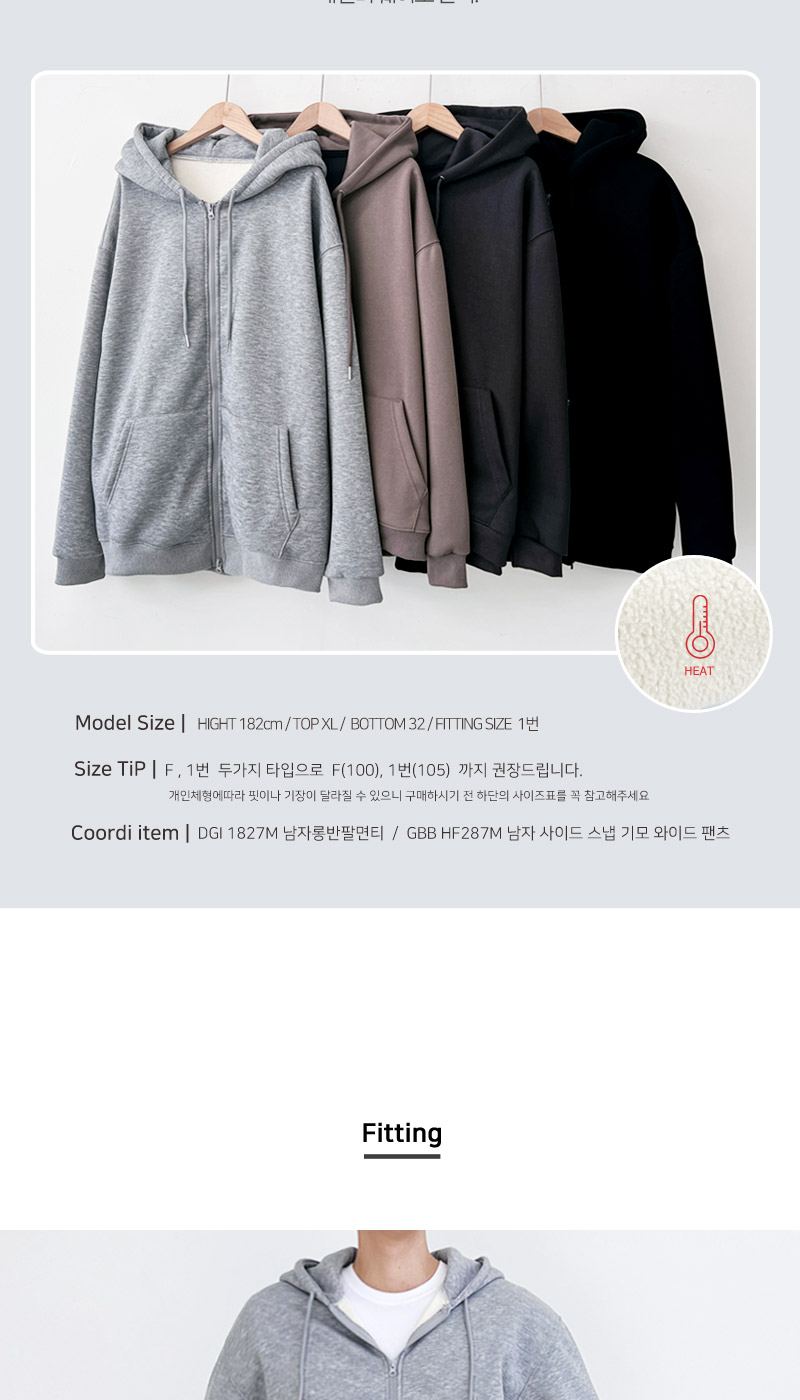 HEAT
Model Size | HIGHT 182cm / TOP XL / BOTTOM 32 / FITTING SIZE 1번
Size TiP | F , 1번 두가지 타입으로 F(100), 1번(105) 까지 권장드립니다.
개인체형에따라 핏이나 기장이 달라질 수 있으니 구매하시기 전 하단의 사이즈표를 꼭 참고해주세요
Coordi item | DGI 1827M 남자롱반팔면티 / GBB HF287M 남자 사이드 스냅 기모 와이드 팬츠
Fitting